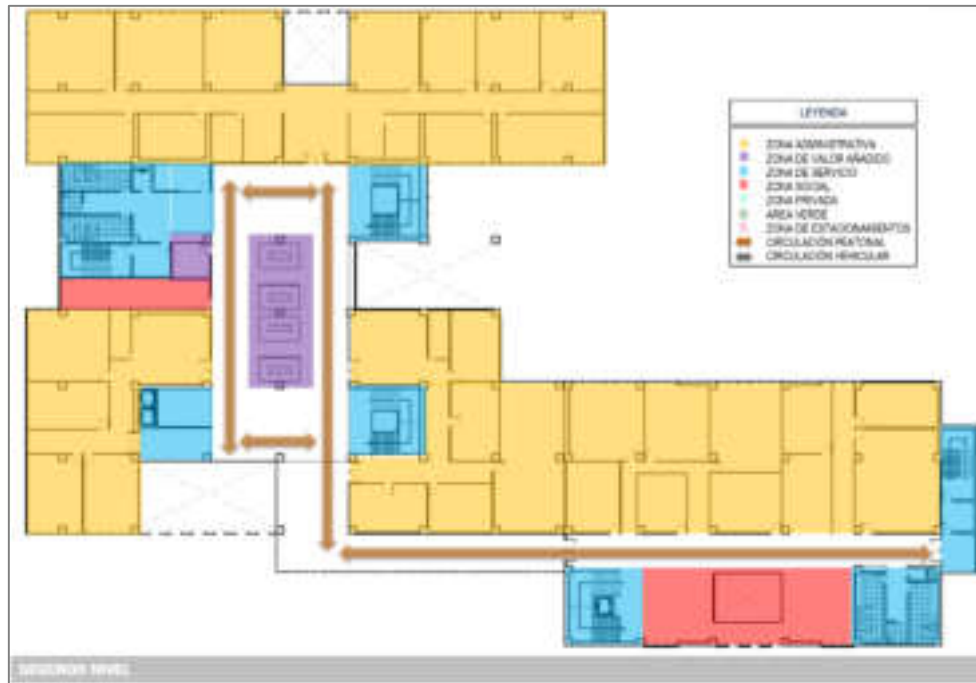 LEYENDA
ZONA ADMINISTRATIVA
ZONA DE VALOR AÑADIDO
ZONA DE SERVICIO
ZONA SOCIAL
ZONA PRIVADA
AREA VERDE
ZONA DE ESTACIONAMIENTOS
CIRCULACIÓN PEATONAL
CIRCULACIÓN VEHICULAR
SEGUNDO NIVEL